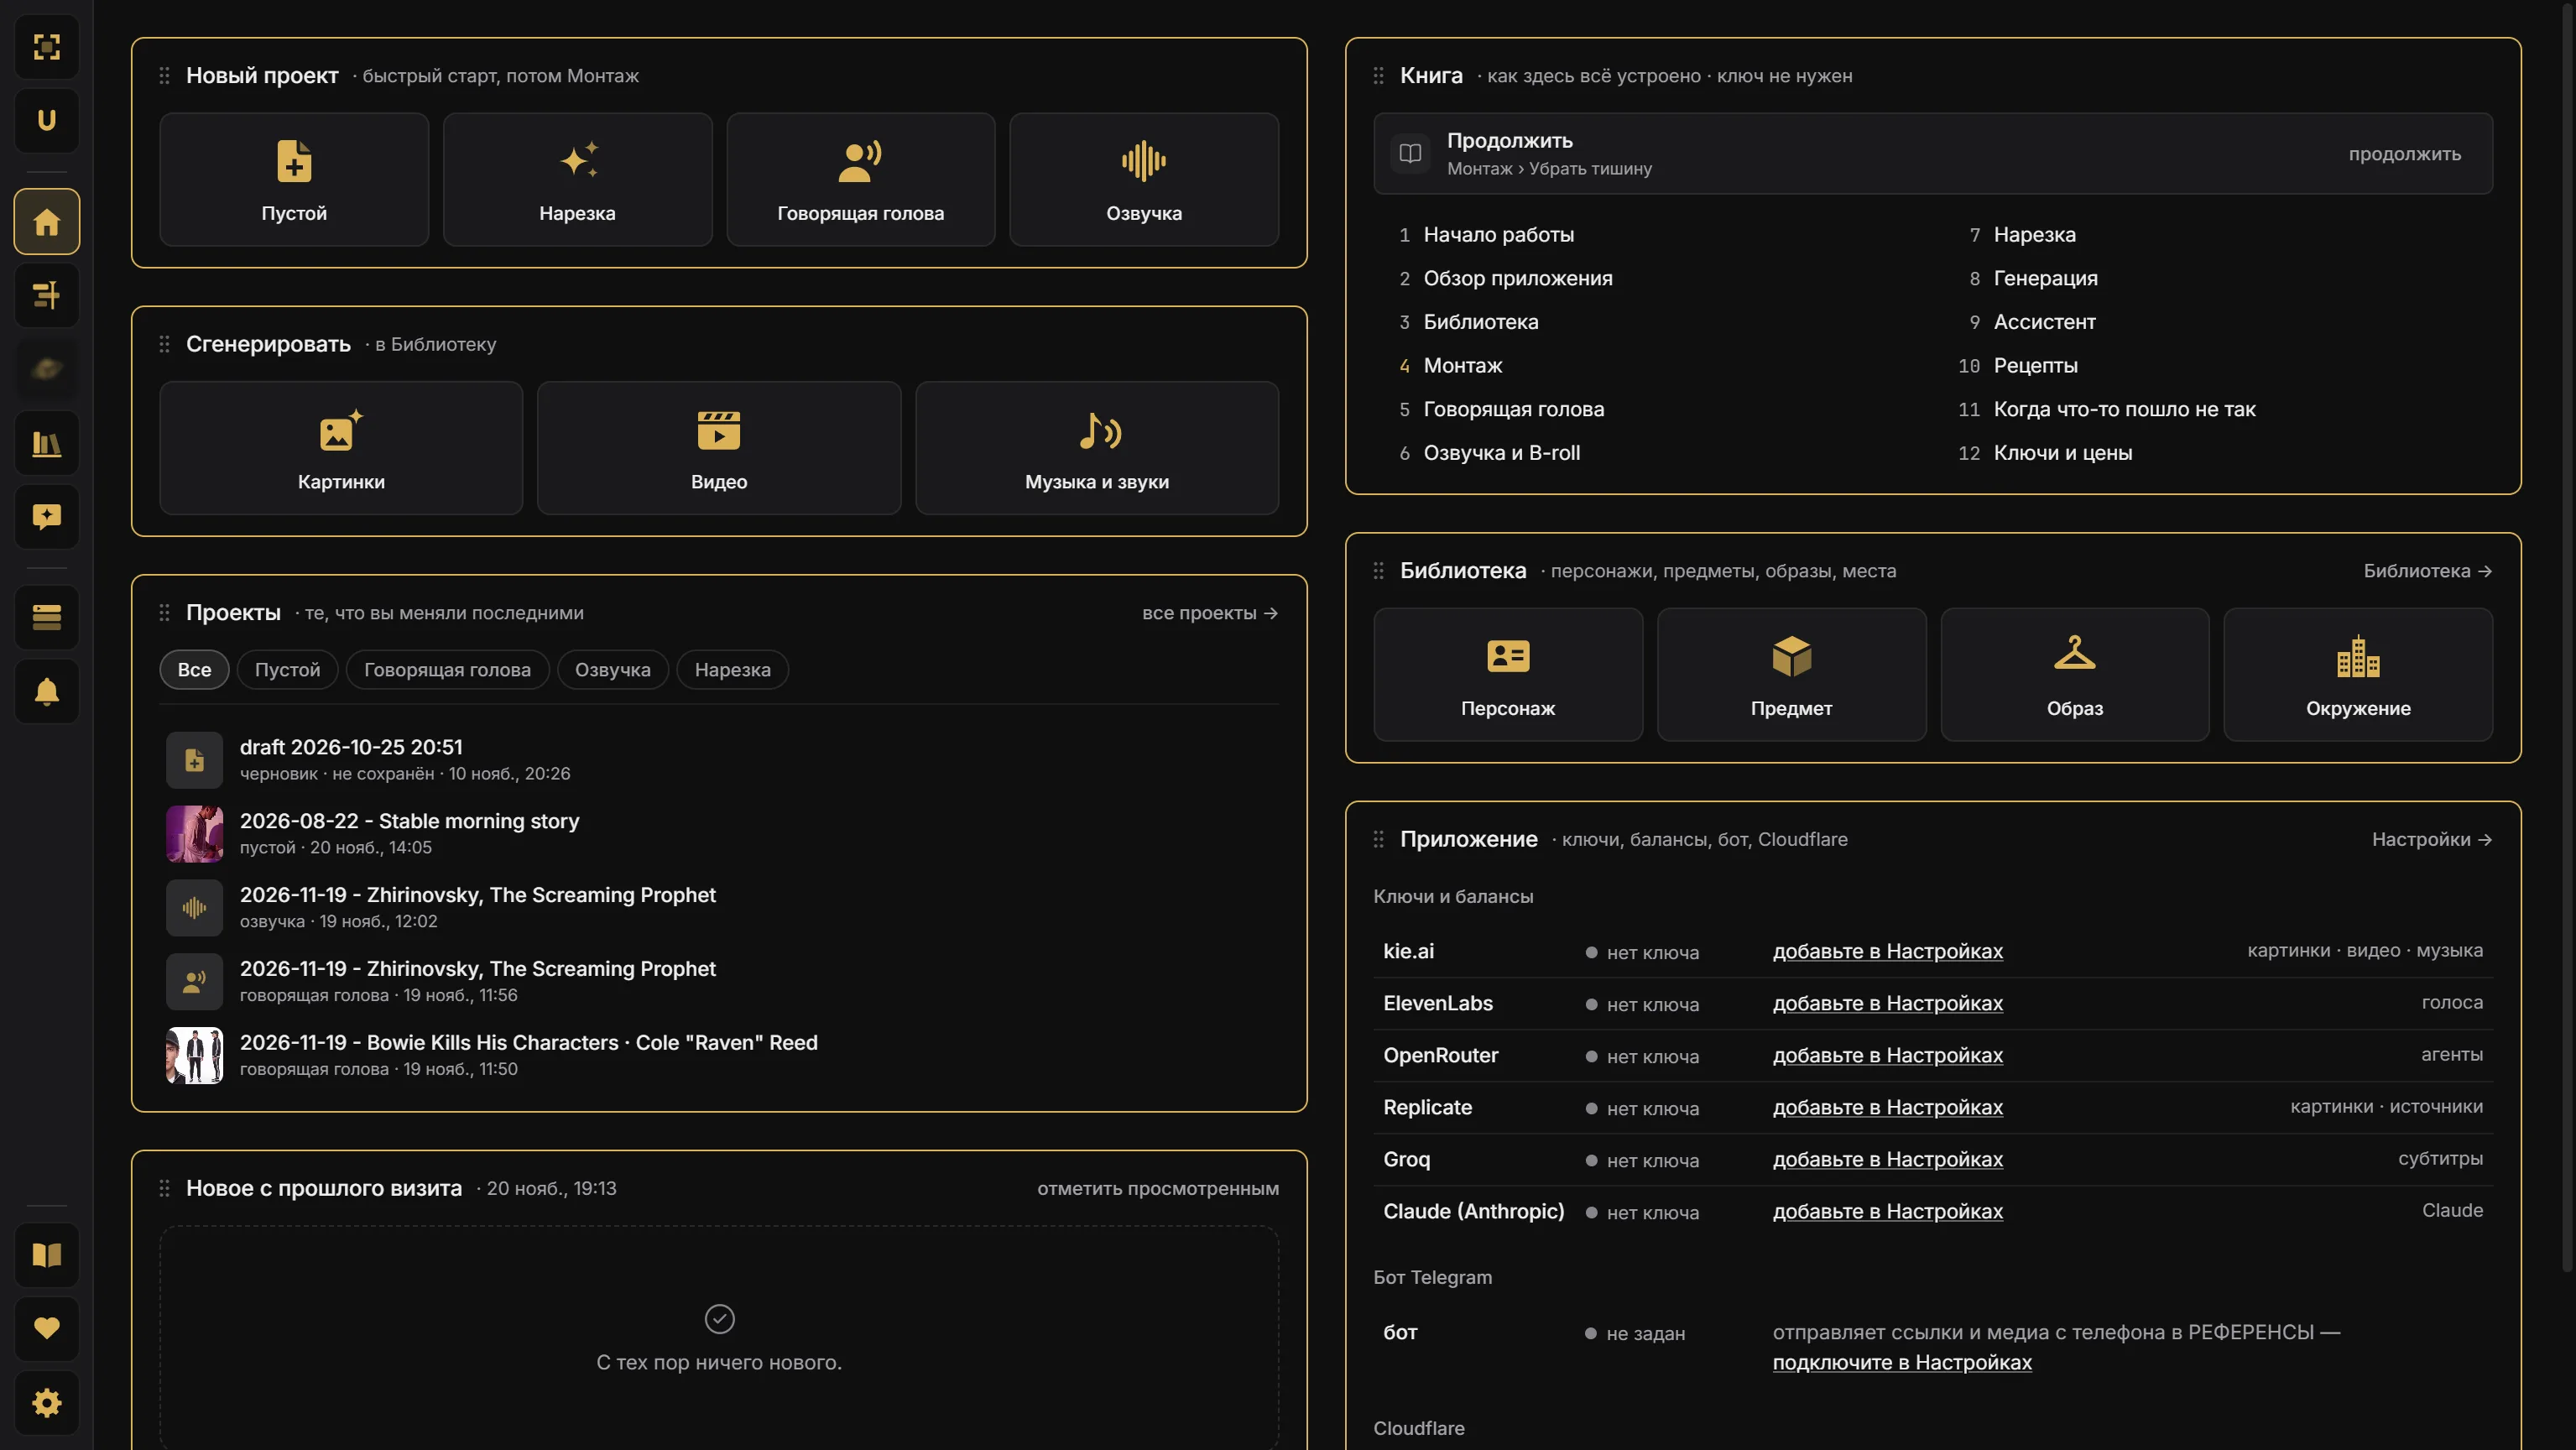 U
Новый проект · быстрый старт, потом Монтаж
Пустой
Нарезка
Говорящая голова
Озвучка
Сгенерировать · в Библиотеку
Картинки
Видео
Музыка и звуки
Проекты · те, что вы меняли последними
все проекты →
Все
Пустой
Говорящая голова
Озвучка
Нарезка
draft 2026-10-25 20:51
черновик · не сохранён · 10 нояб., 20:26
2026-08-22 - Stable morning story
пустой · 20 нояб., 14:05
2026-11-19 - Zhirinovsky, The Screaming Prophet
озвучка · 19 нояб., 12:02
2026-11-19 - Zhirinovsky, The Screaming Prophet
говорящая голова · 19 нояб., 11:56
2026-11-19 - Bowie Kills His Characters · Cole "Raven" Reed
говорящая голова · 19 нояб., 11:50
Новое с прошлого визита · 20 нояб., 19:13
отметить просмотренным
С тех пор ничего нового.
Книга · как здесь всё устроено · ключ не нужен
Продолжить
Монтаж › Убрать тишину
продолжить
1 Начало работы
2 Обзор приложения
3 Библиотека
4 Монтаж
5 Говорящая голова
6 Озвучка и B-roll
7 Нарезка
8 Генерация
9 Ассистент
10 Рецепты
11 Когда что-то пошло не так
12 Ключи и цены
Библиотека · персонажи, предметы, образы, места
Библиотека →
Персонаж
Предмет
Образ
Окружение
Приложение · ключи, балансы, бот, Cloudflare
Настройки →
Ключи и балансы
kie.ai нет ключа добавьте в Настройках картинки · видео · музыка
ElevenLabs нет ключа добавьте в Настройках голоса
OpenRouter нет ключа добавьте в Настройках агенты
Replicate нет ключа добавьте в Настройках картинки · источники
Groq нет ключа добавьте в Настройках субтитры
Claude (Anthropic) нет ключа добавьте в Настройках Claude
Бот Telegram
бот не задан отправляет ссылки и медиа с телефона в РЕФЕРЕНСЫ —
подключите в Настройках
Cloudflare